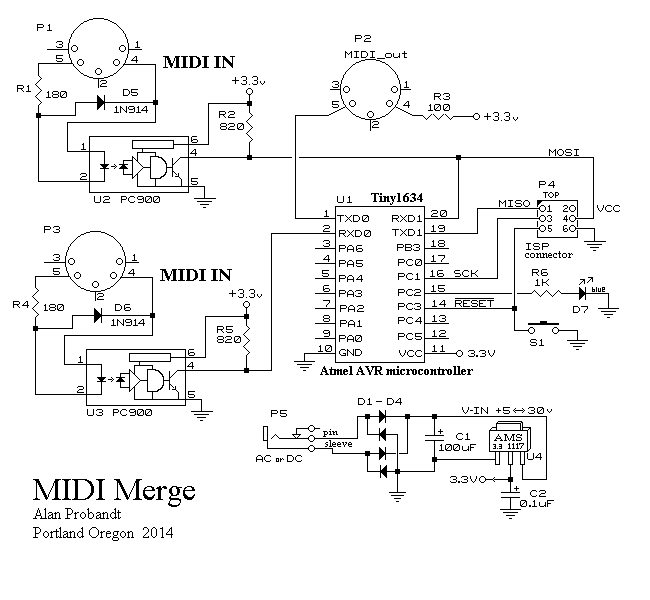 P1
3
1
5
4
2
MIDI IN
R1
180
D5
1N914
+3.3v
R2
820
1
2
6
4
5
U2 PC900
P2
MIDI_out
3
1
5
4
2
R3
100
+3.3v
MOSI
P3
3
1
5
4
2
MIDI IN
R4
180
D6
1N914
+3.3v
R5
820
1
2
6
4
5
U3 PC900
U1 Tiny1634
1 TXD0 RXD1 20
2 RXD0 TXD1 19
3 PA6 PB3 18
4 PA5 PC0 17
5 PA4 PC1 16 SCK
6 PA3 PC2 15
7 PA2 PC3 14 RESET
8 PA1 PC4 13
9 PA0 PC5 12
10 GND VCC 11 3.3V
Atmel AVR microcontroller
MISO
P4
TOP
1 2
3 4
5 6
VCC
ISP
connector
R6
1K
blue
D7
S1
P5
pin
sleeve
AC or DC
D1-D4
C1
+
100uF
V-IN +5 ↔ 30v
AMS
3.3 1117
U4
3.3V
+
C2
0.1uF
MIDI Merge
Alan Probandt
Portland Oregon 2014